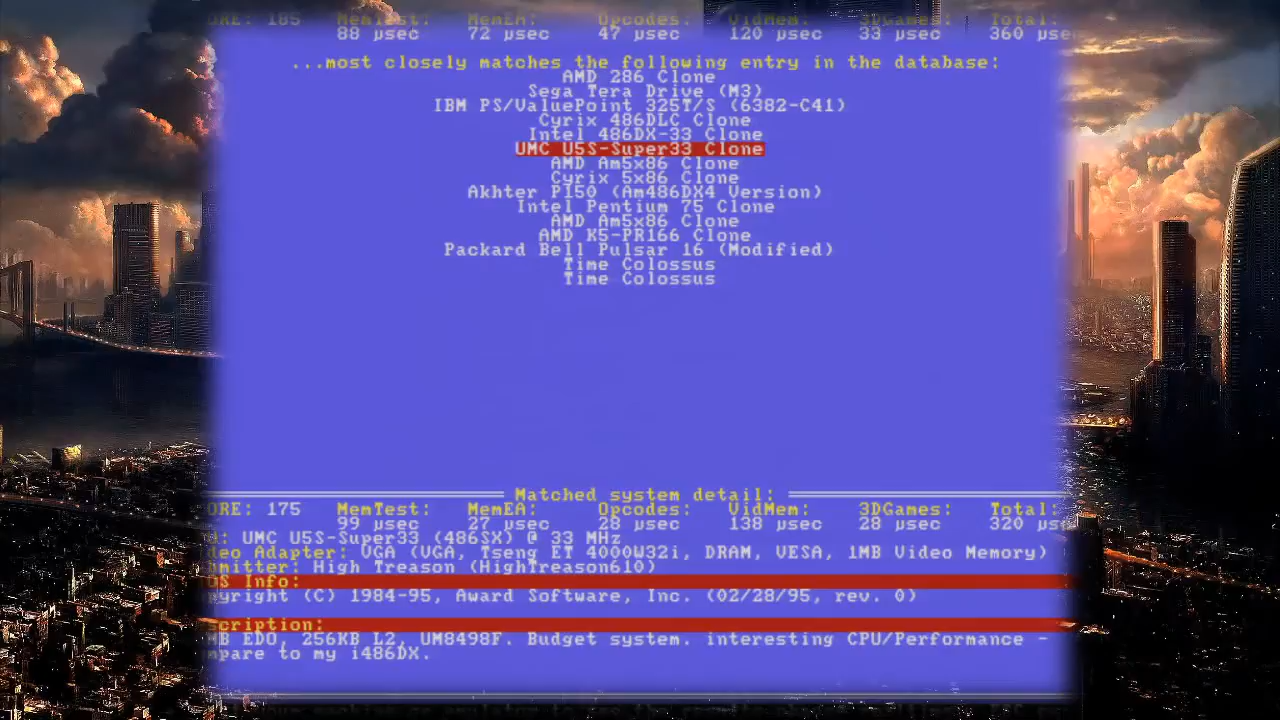 ORE: 185 MemTest: MemEA: Opcodes: VidMem: 3DGames: Total:
88 µsec 72 µsec 47 µsec 120 µsec 33 µsec 360 µsec
...most closely matches the following entry in the database:
AMD 286 Clone
Sega Tera Drive (M3)
IBM PS/ValuePoint 325T/S (6382-C41)
Cyrix 486DLC Clone
Intel 486DX-33 Clone
UMC U5S-Super33 Clone
AMD Am5x86 Clone
Cyrix 5x86 Clone
Akhter P150 (Am486DX4 Version)
Intel Pentium 75 Clone
AMD Am5x86 Clone
AMD K5-PR166 Clone
Packard Bell Pulsar 16 (Modified)
Time Colossus
Time Colossus
Matched system detail:
ORE: 175 MemTest: MemEA: Opcodes: VidMem: 3DGames: Total:
99 µsec 27 µsec 28 µsec 138 µsec 28 µsec 320 µse
: UMC U5S-Super33 (486SX) @ 33 MHz
deo Adapter: VGA (VGA, Tseng ET 4000W32i, DRAM, VESA, 1MB Video Memory)
mitter: High Treason (HighTreason610)
OS Info:
pyright (C) 1984-95, Award Software, Inc. (02/28/95, rev. 0)
scription:
MB EDO, 256KB L2, UM8498F. Budget system. interesting CPU/Performance -
mpare to my i486DX.